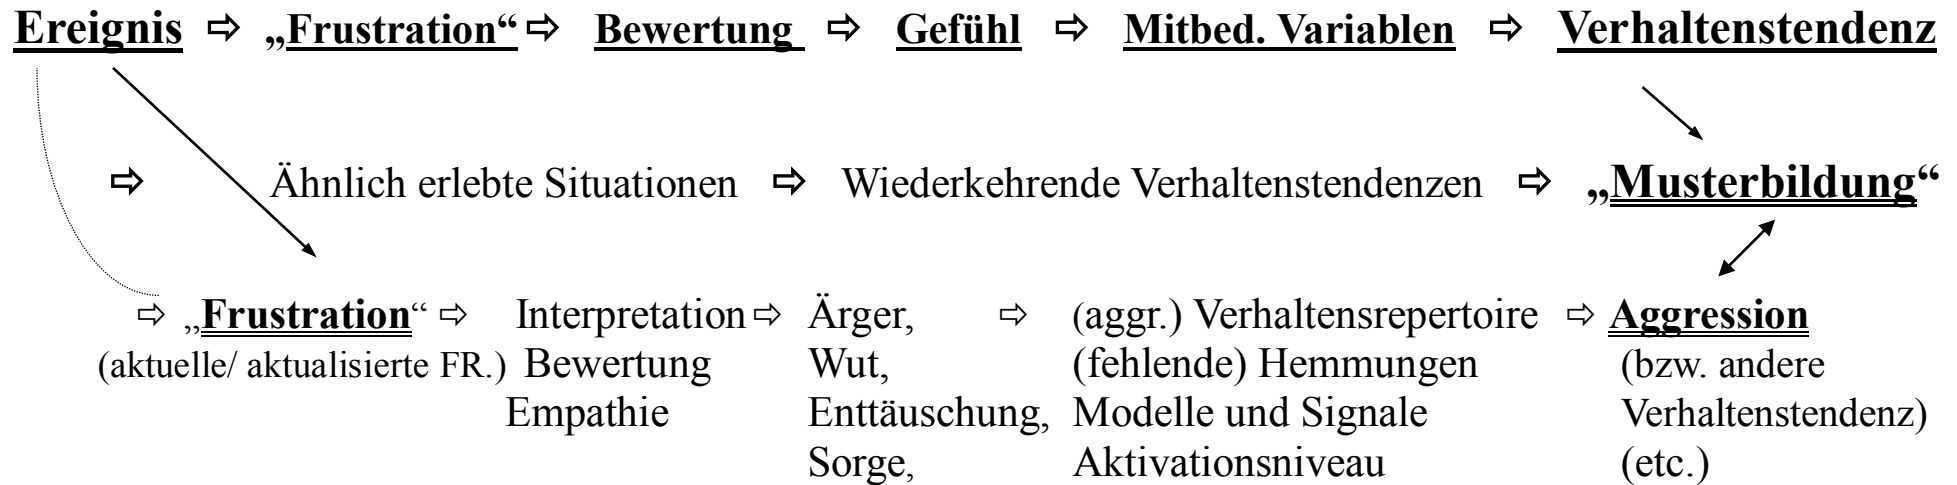 Ereignis ⇨ „Frustration“ ⇨ Bewertung ⇨ Gefühl ⇨ Mitbed. Variablen ⇨ Verhaltenstendenz
⇨ Ähnlich erlebte Situationen ⇨ Wiederkehrende Verhaltenstendenzen ⇨ „Musterbildung“
⇨ „Frustration“ ⇨ Interpretation ⇨ Ärger, ⇨ (aggr.) Verhaltensrepertoire ⇨ Aggression
(aktuelle/ aktualisierte FR.) Bewertung Wut, (fehlende) Hemmungen (bzw. andere
Empathie Enttäuschung, Modelle und Signale Verhaltenstendenz)
Sorge, Aktivationsniveau (etc.)